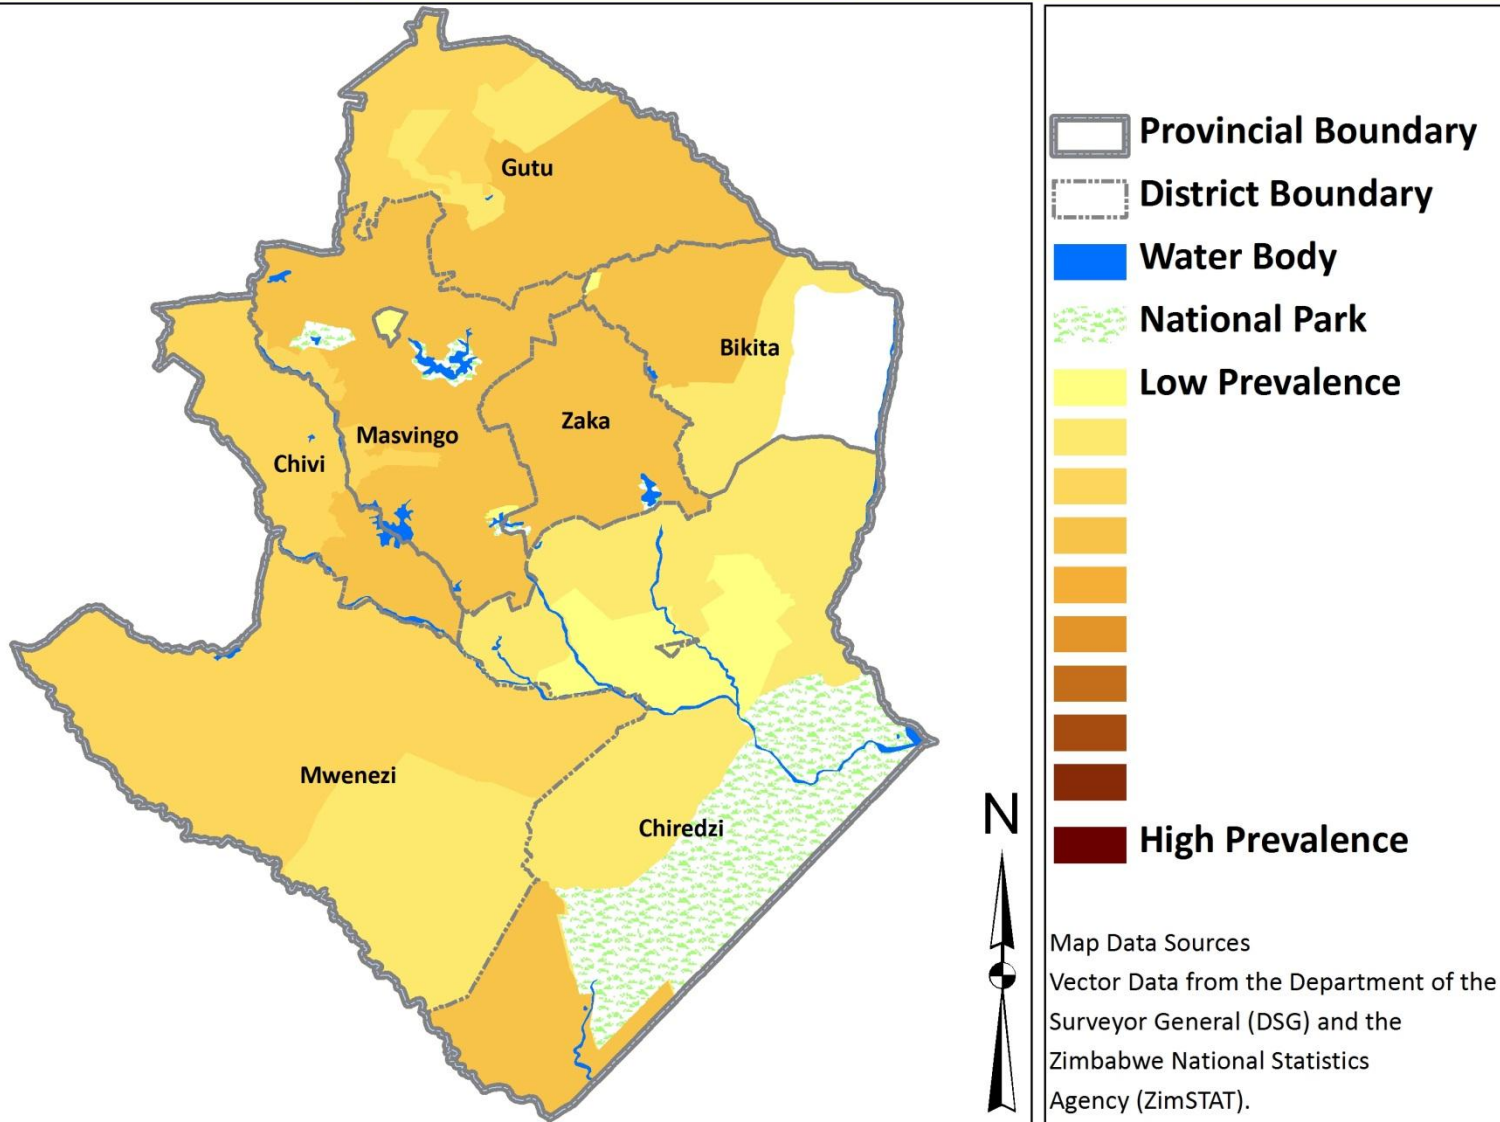 Gutu
Bikita
Zaka
Masvingo
Chivi
Mwenezi
Chiredzi
N
Provincial Boundary
District Boundary
Water Body
National Park
Low Prevalence
High Prevalence
Map Data Sources
Vector Data from the Department of the
Surveyor General (DSG) and the
Zimbabwe National Statistics
Agency (ZimSTAT).